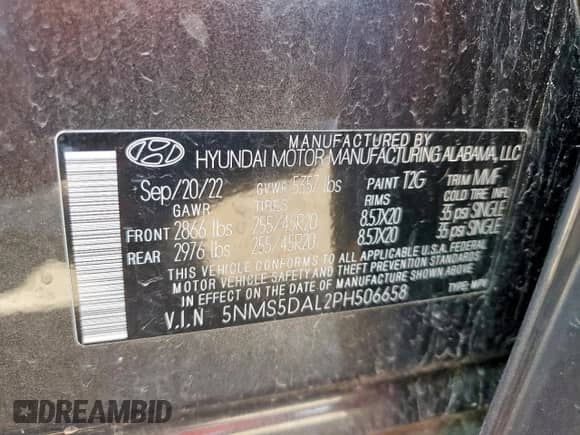 MANUFACTURED BY
HYUNDAI MOTOR MANUFACTURING ALABAMA, LLC
Sep/20/22 GVWR 5357 lbs PAINT T2G TRIM MMF
GAWR TIRES RIMS COLD TIRE INFL
FRONT 2866 lbs 255/45R20 8.5JX20 35 psi SINGLE
REAR 2976 lbs 255/45R20 8.5JX20 35 psi SINGLE
THIS VEHICLE CONFORMS TO ALL APPLICABLE U.S.A. FEDERAL
MOTOR VEHICLE SAFETY AND THEFT PREVENTION STANDARDS
IN EFFECT ON THE DATE OF MANUFACTURE SHOWN ABOVE.
V.I.N 5NMS5DAL2PH506658 TYPE: MPV
DREAMBID